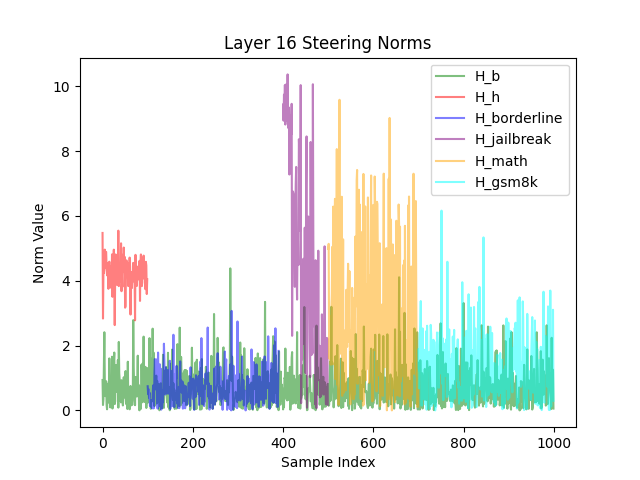 Layer 16 Steering Norms
Norm Value
10
8
6
4
2
0
0
200
400
600
800
1000
Sample Index
H_b
H_h
H_borderline
H_jailbreak
H_math
H_gsm8k